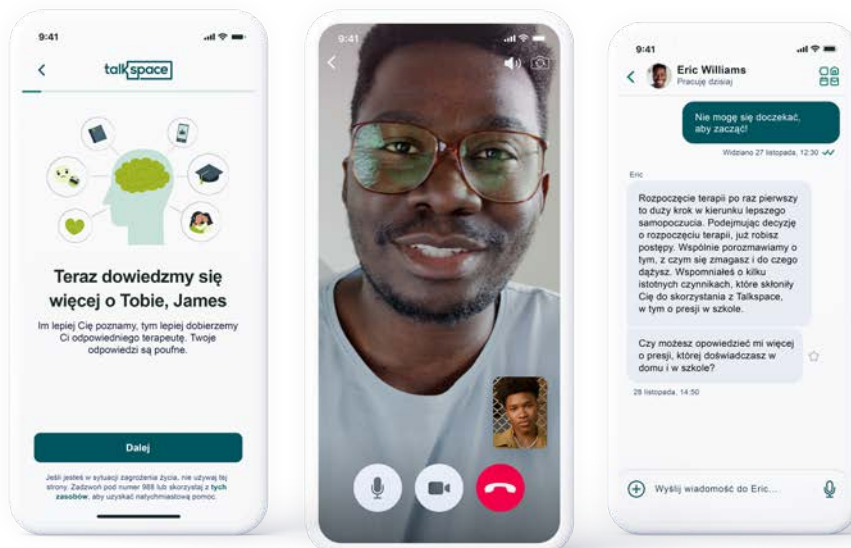 9:41
talkspace
Teraz dowiedzmy się
więcej o Tobie, James
Im lepiej Cię poznamy, tym lepiej dobierzemy
Ci odpowiedniego terapeutę. Twoje
odpowiedzi są poufne.
Dalej
Jeśli jesteś w sytuacji zagrożenia życia, nie używaj tej
strony. Zadzwoń pod numer 988 lub skorzystaj z tych
zasobów, aby uzyskać natychmiastową pomoc.
9:41
9:41
Eric Williams
Pracuję dzisiaj
Nie mogę się doczekać,
aby zacząć!
Widziano 27 listopada, 12:30
Eric
Rozpoczęcie terapii po raz pierwszy
to duży krok w kierunku lepszego
samopoczucia. Podejmując decyzję
o rozpoczęciu terapii, już robisz
postępy. Wspólnie porozmawiamy o
tym, z czym się zmagasz i do czego
dążysz. Wspomniałeś o kilku
istotnych czynnikach, które skłoniły
Cię do skorzystania z Talkspace,
w tym o presji w szkole.
Czy możesz opowiedzieć mi więcej
o presji, której doświadczasz w
domu i w szkole?
28 listopada, 14:50
Wyślij wiadomość do Eric...